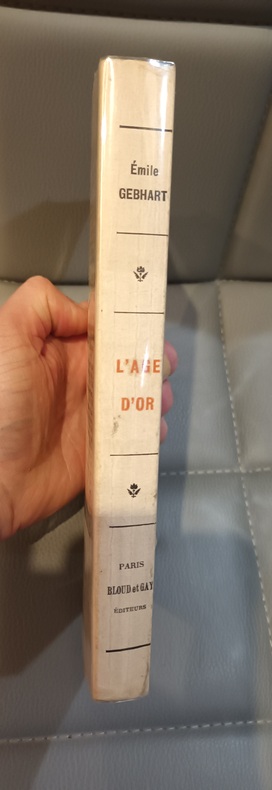 Émile
GEBHART
L'AGE
D'OR
PARIS
BLOUD et GAY
ÉDITEURS